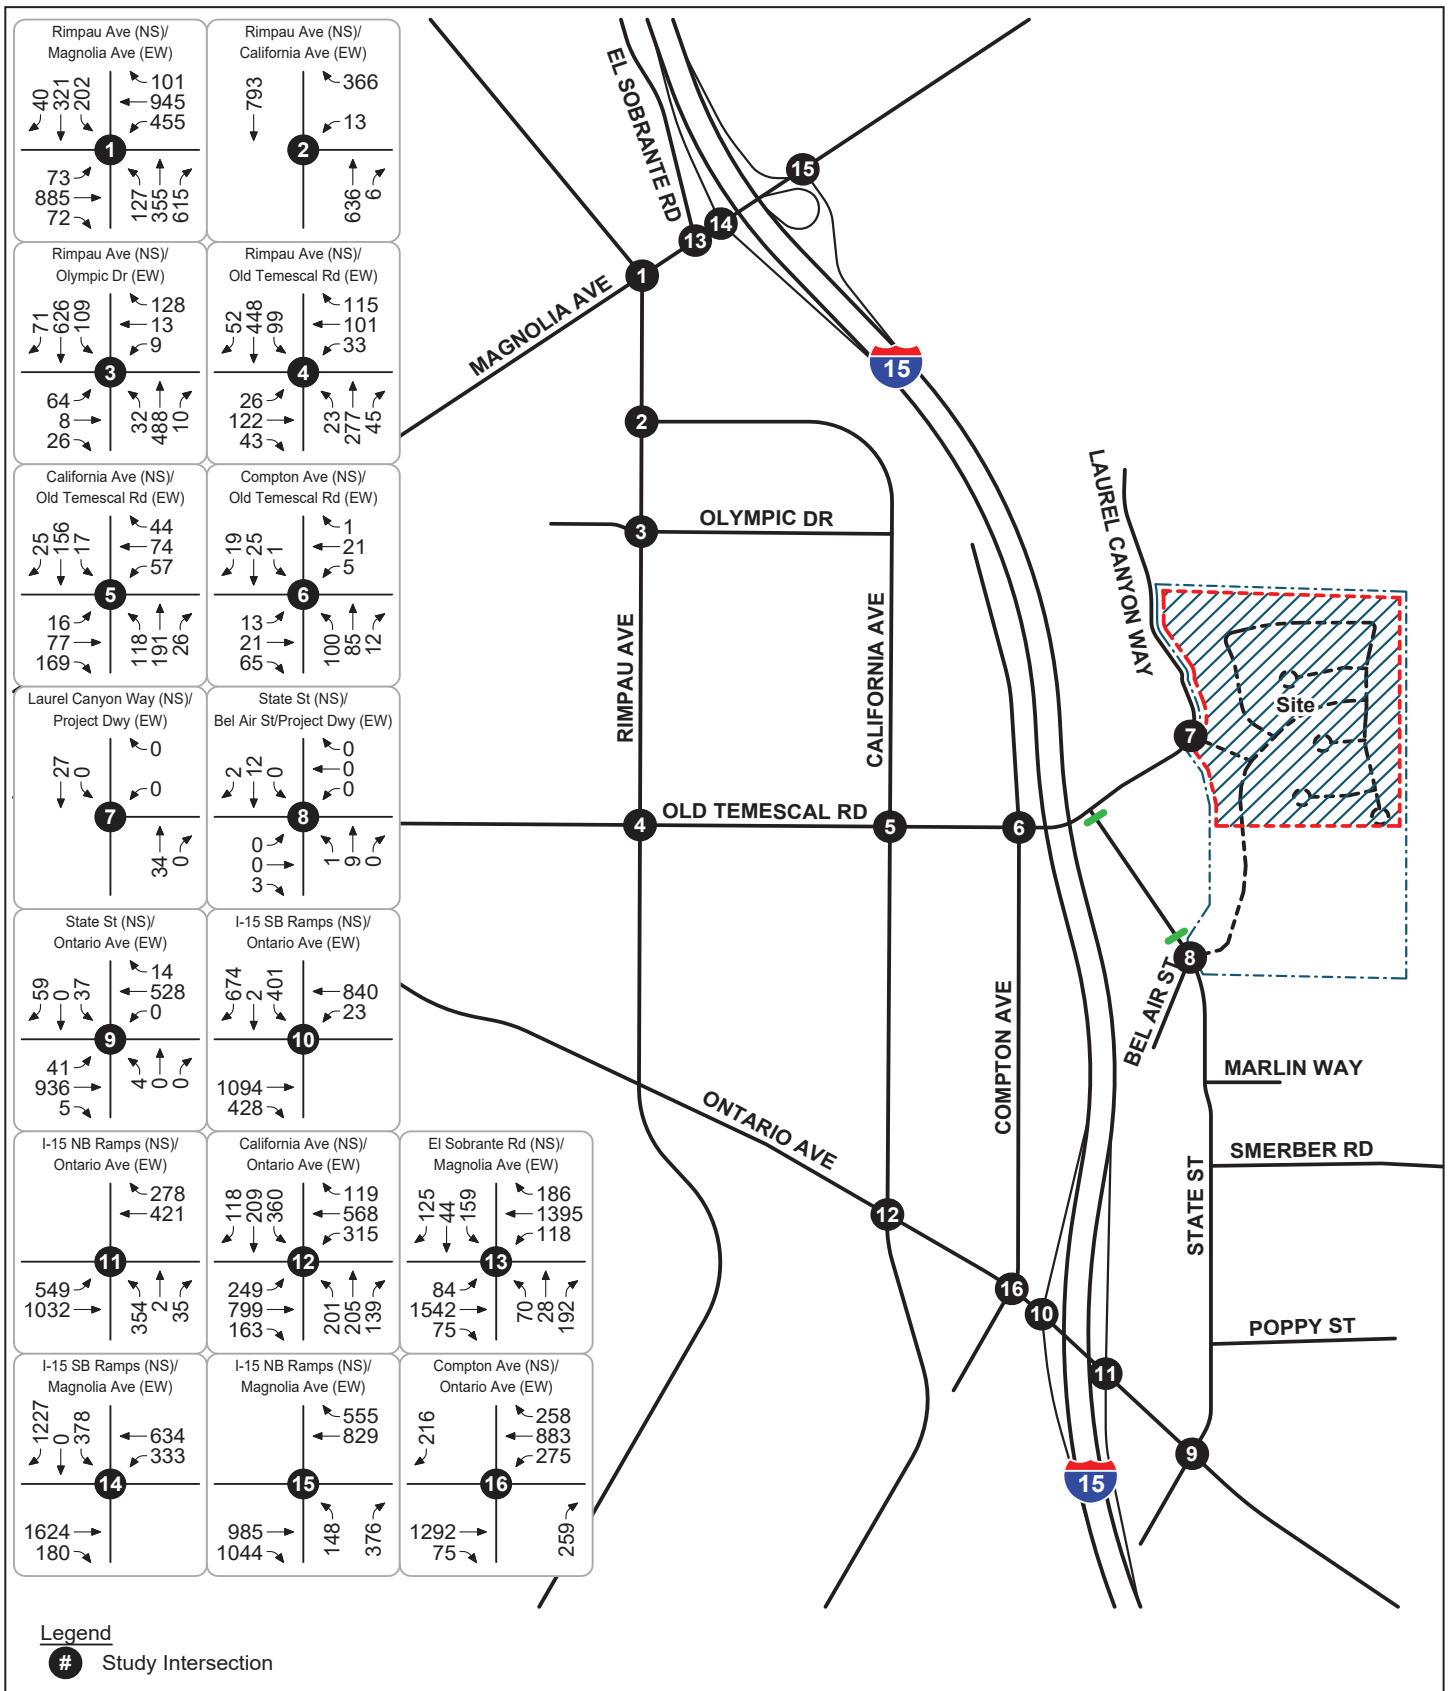 Rimpau Ave (NS)/
Magnolia Ave (EW)
40 321 202
101
945
455
1
73
885
72
127 355 615
Rimpau Ave (NS)/
California Ave (EW)
793
366
13
2
636 6
Rimpau Ave (NS)/
Olympic Dr (EW)
71 626 109
128
13
9
3
64
8
26
32 488 10
Rimpau Ave (NS)/
Old Temescal Rd (EW)
52 448 99
115
101
33
4
26
122
43
23 277 45
California Ave (NS)/
Old Temescal Rd (EW)
25 156 17
44
74
57
5
16
77
169
118 191 26
Compton Ave (NS)/
Old Temescal Rd (EW)
19 25 1
1
21
5
6
13
21
65
100 85 12
Laurel Canyon Way (NS)/
Project Dwy (EW)
27 0
0
0
7
34 0
State St (NS)/
Bel Air St/Project Dwy (EW)
2 12 0
0
0
0
8
0
0
3
1 9 0
State St (NS)/
Ontario Ave (EW)
59 0 37
14
528
0
9
41
936
5
4 0 0
I-15 SB Ramps (NS)/
Ontario Ave (EW)
674 2 401
840
23
10
1094
428
I-15 NB Ramps (NS)/
Ontario Ave (EW)
278
421
11
549
1032
354 2 35
California Ave (NS)/
Ontario Ave (EW)
118 209 360
119
568
315
12
249
799
163
201 205 139
El Sobrante Rd (NS)/
Magnolia Ave (EW)
125 44 159
186
1395
118
13
84
1542
75
70 28 192
I-15 SB Ramps (NS)/
Magnolia Ave (EW)
1227 0 378
634
333
14
1624
180
I-15 NB Ramps (NS)/
Magnolia Ave (EW)
555
829
15
985
1044
148 376
Compton Ave (NS)/
Ontario Ave (EW)
216
258
883
275
16
1292
75
259
EL SOBRANTE RD
15
14
13
1
MAGNOLIA AVE
15
2
3
OLYMPIC DR
LAUREL CANYON WAY
RIMPAU AVE
CALIFORNIA AVE
Site
7
4
OLD TEMESCAL RD
5
6
8
BEL AIR ST
COMPTON AVE
MARLIN WAY
ONTARIO AVE
SMERBER RD
STATE ST
12
16
10
POPPY ST
11
9
15
Legend
# Study Intersection